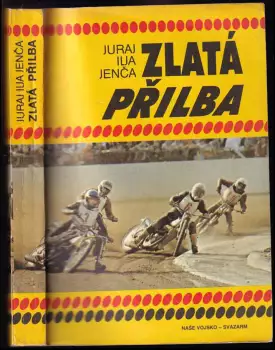 JURAJ ILJA JENČA
ZLATÁ PŘILBA
JURAJ
ILJA
JENČA
ZLATÁ
PŘILBA
NAŠE VOJSKO – SVAZARM